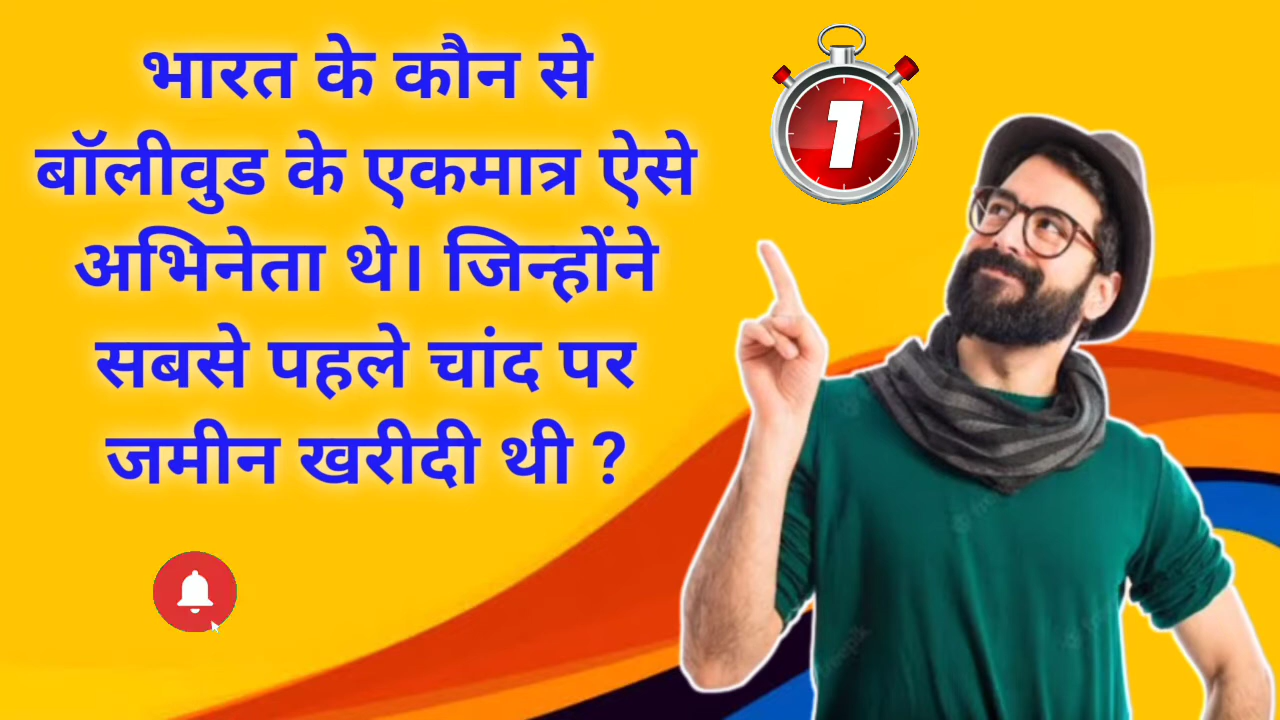 भारत के कौन से
बॉलीवुड के एकमात्र ऐसे
अभिनेता थे। जिन्होंने
सबसे पहले चांद पर
जमीन खरीदी थी ?
1